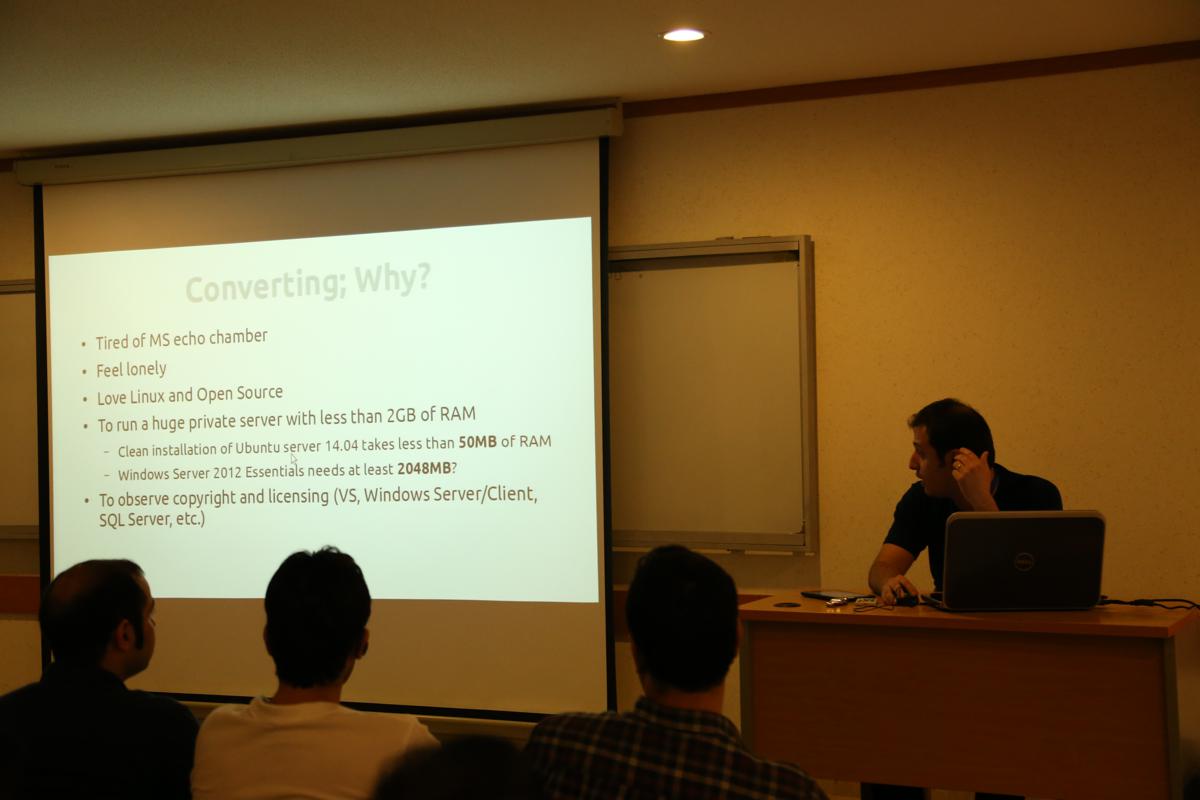 Converting; Why?
• Tired of MS echo chamber
• Feel lonely
• Love Linux and Open Source
• To run a huge private server with less than 2GB of RAM
– Clean installation of Ubuntu server 14.04 takes less than 50MB of RAM
– Windows Server 2012 Essentials needs at least 2048MB?
• To observe copyright and licensing (VS, Windows Server/Client,
SQL Server, etc.)
DELL